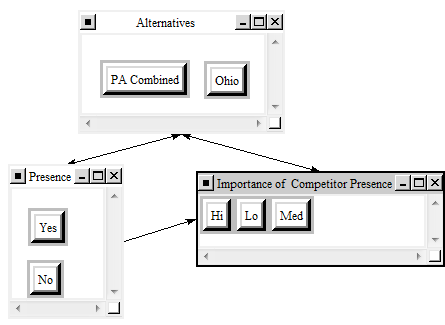 Alternatives
PA Combined
Ohio
Presence
Yes
No
Importance of Competitor Presence
Hi
Lo
Med